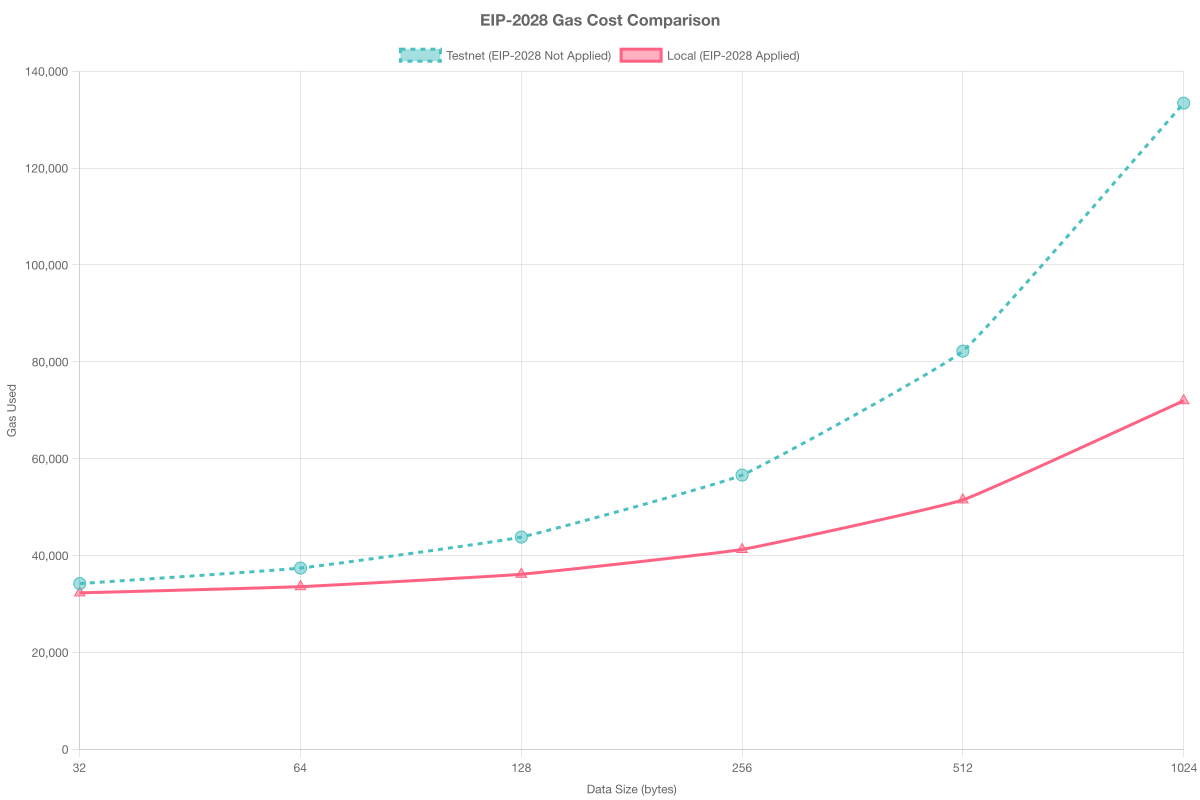 EIP-2028 Gas Cost Comparison
Testnet (EIP-2028 Not Applied) Local (EIP-2028 Applied)
140,000
120,000
100,000
80,000
60,000
40,000
20,000
0
Gas Used
32 64 128 256 512 1024
Data Size (bytes)